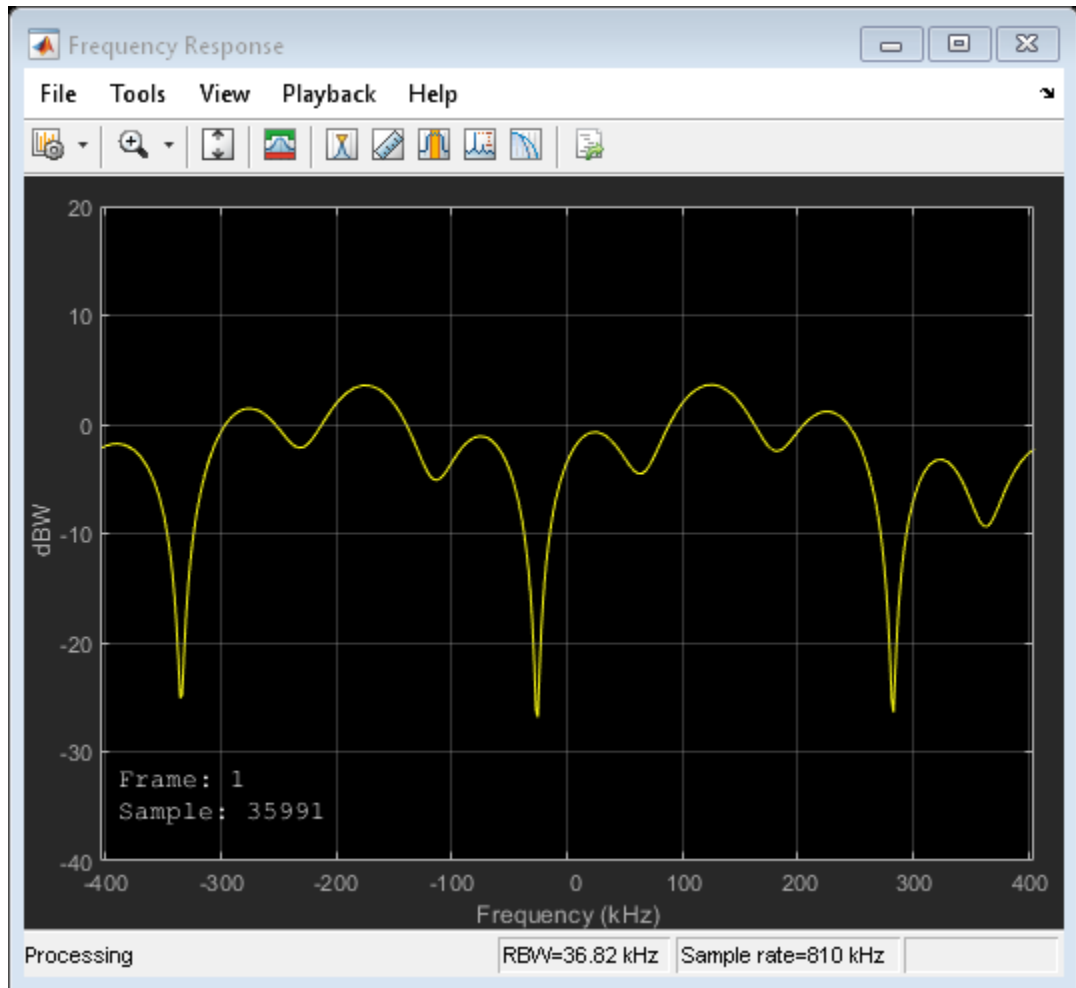 Frequency Response
File Tools View Playback Help
20
10
0
-10
-20
-30
-40
dBW
Frame: 1
Sample: 35991
-400 -300 -200 -100 0 100 200 300 400
Frequency (kHz)
Processing RBW=36.82 kHz Sample rate=810 kHz